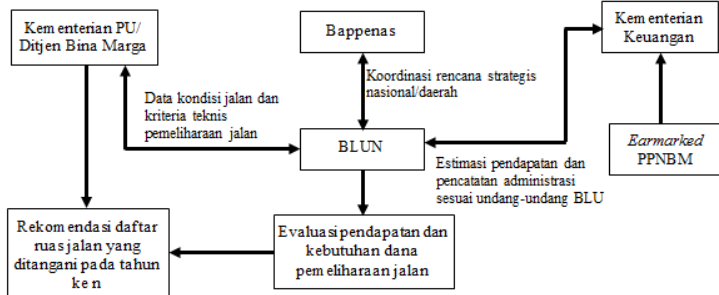 Kementerian PU/
Ditjen Bina Marga
Bappenas
Kementerian
Keuangan
Koordinasi rencana strategis
nasional/daerah
Data kondisi jalan dan
kriteria teknis
pemeliharaan jalan
BLUN
Earmarked
PPNBM
Estimasi pendapatan dan
pencatatan administrasi
sesuai undang-undang BLU
Rekomendasi daftar
ruas jalan yang
ditangani pada tahun
ke n
Evaluasi pendapatan dan
kebutuhan dana
pemeliharaan jalan